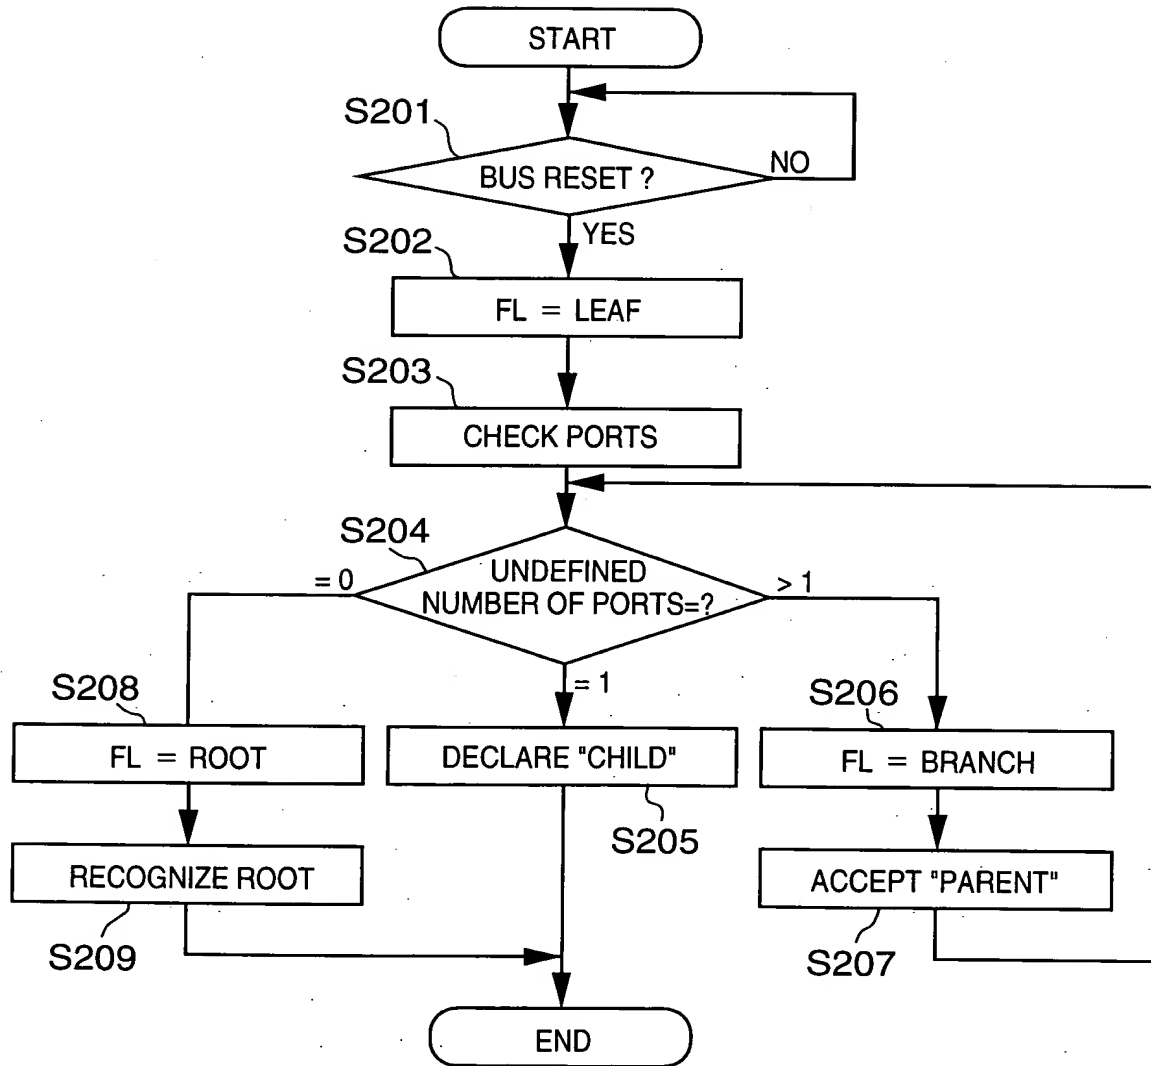 START
S201
BUS RESET ?
NO
YES
S202
FL = LEAF
S203
CHECK PORTS
S204
UNDEFINED
NUMBER OF PORTS=?
= 0
> 1
= 1
S208
FL = ROOT
DECLARE "CHILD"
S205
S206
FL = BRANCH
RECOGNIZE ROOT
S209
ACCEPT "PARENT"
S207
END